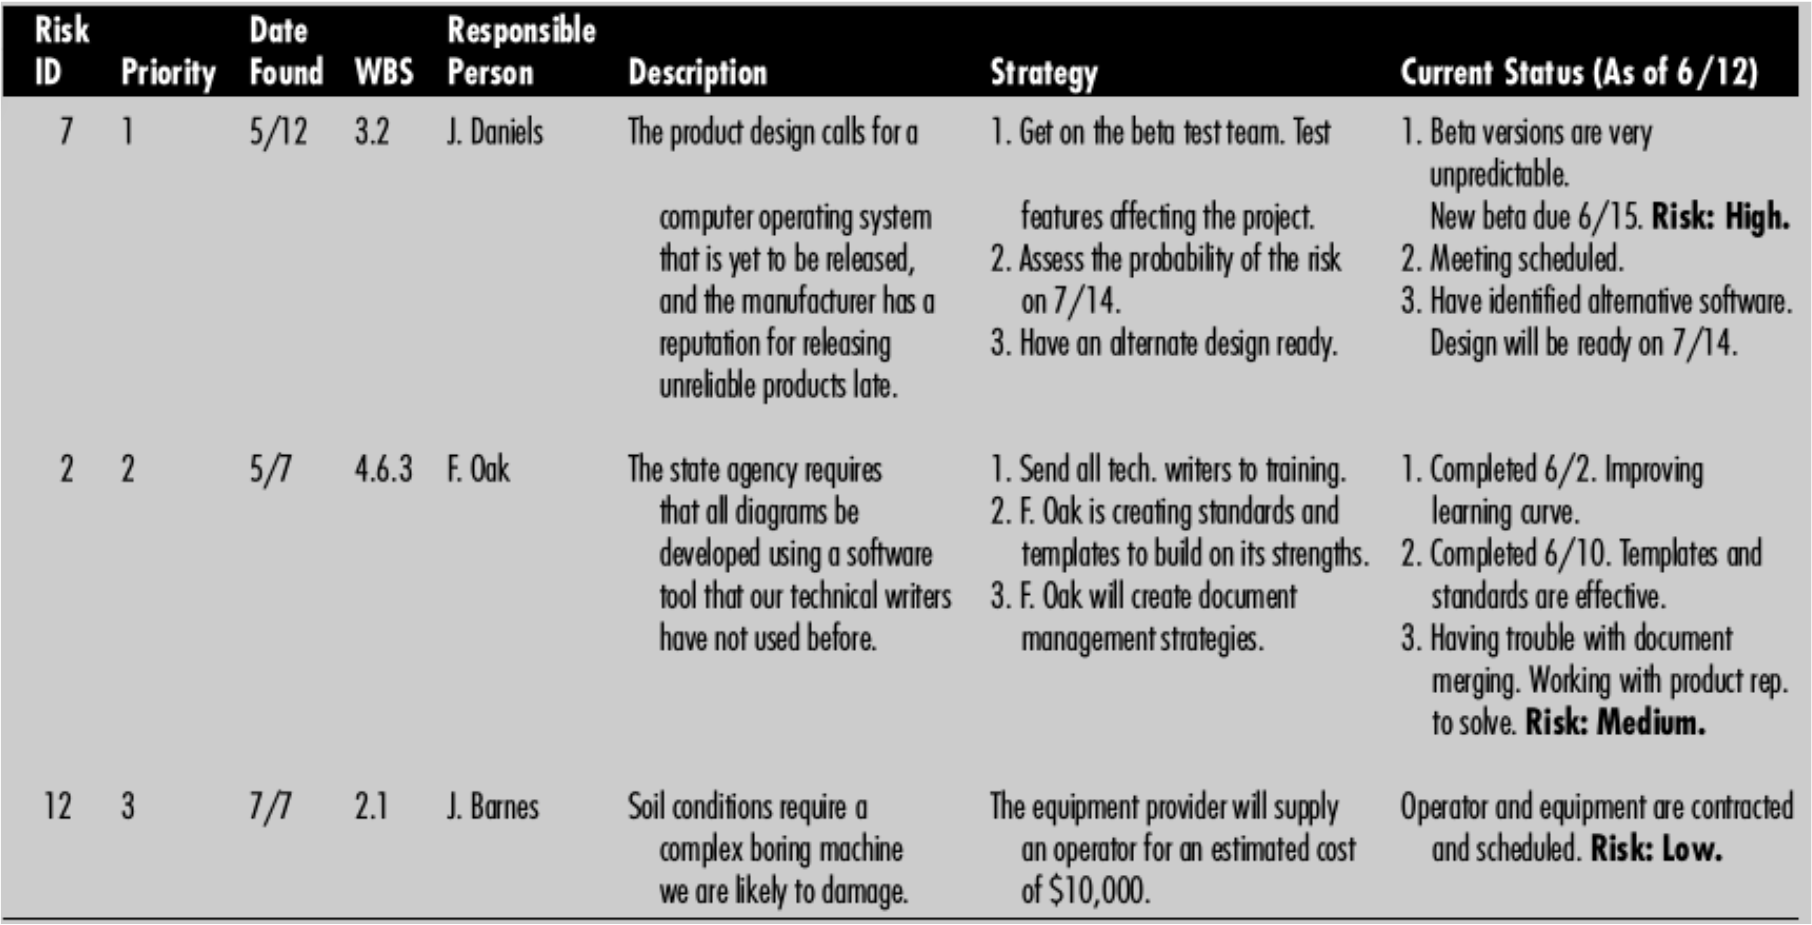 Risk ID Priority Date Found WBS Responsible Person Description Strategy Current Status (As of 6/12)
7 1 5/12 3.2 J. Daniels
The product design calls for a
computer operating system
that is yet to be released,
and the manufacturer has a
reputation for releasing
unreliable products late.
1. Get on the beta test team. Test
features affecting the project.
2. Assess the probability of the risk
on 7/14.
3. Have an alternate design ready.
1. Beta versions are very
unpredictable.
New beta due 6/15. Risk: High.
2. Meeting scheduled.
3. Have identified alternative software.
Design will be ready on 7/14.
2 2 5/7 4.6.3 F. Oak
The state agency requires
that all diagrams be
developed using a software
tool that our technical writers
have not used before.
1. Send all tech. writers to training.
2. F. Oak is creating standards and
templates to build on its strengths.
3. F. Oak will create document
management strategies.
1. Completed 6/2. Improving
learning curve.
2. Completed 6/10. Templates and
standards are effective.
3. Having trouble with document
merging. Working with product rep.
to solve. Risk: Medium.
12 3 7/7 2.1 J. Barnes
Soil conditions require a
complex boring machine
we are likely to damage.
The equipment provider will supply
an operator for an estimated cost
of $10,000.
Operator and equipment are contracted
and scheduled. Risk: Low.